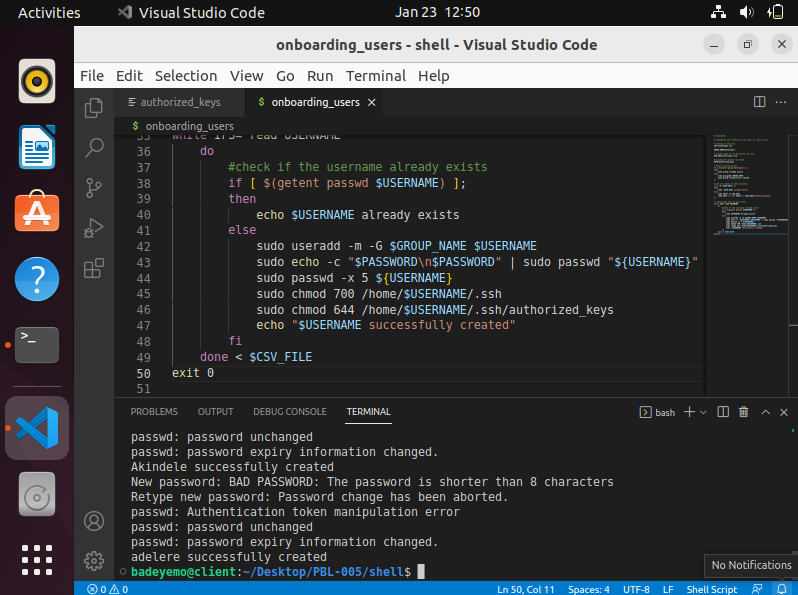 Activities
Visual Studio Code
Jan 23 12:50
onboarding_users - shell - Visual Studio Code
File Edit Selection View Go Run Terminal Help
authorized_keys
$ onboarding_users
$ onboarding_users
35 while IFS= read USERNAME
36 do
37 #check if the username already exists
38 if [ $(getent passwd $USERNAME) ];
39 then
40 echo $USERNAME already exists
41 else
42 sudo useradd -m -G $GROUP_NAME $USERNAME
43 sudo echo -c "$PASSWORD\n$PASSWORD" | sudo passwd "${USERNAME}"
44 sudo passwd -x 5 ${USERNAME}
45 sudo chmod 700 /home/$USERNAME/.ssh
46 sudo chmod 644 /home/$USERNAME/.ssh/authorized_keys
47 echo "$USERNAME successfully created"
48 fi
49 done < $CSV_FILE
50 exit 0
51
PROBLEMS OUTPUT DEBUG CONSOLE TERMINAL
bash
passwd: password unchanged
passwd: password expiry information changed.
Akindele successfully created
New password: BAD PASSWORD: The password is shorter than 8 characters
Retype new password: Password change has been aborted.
passwd: Authentication token manipulation error
passwd: password unchanged
passwd: password expiry information changed.
adelere successfully created
badeyemo@client:~/Desktop/PBL-005/shell$
No Notifications
0 0
Ln 50, Col 11 Spaces: 4 UTF-8 LF Shell Script